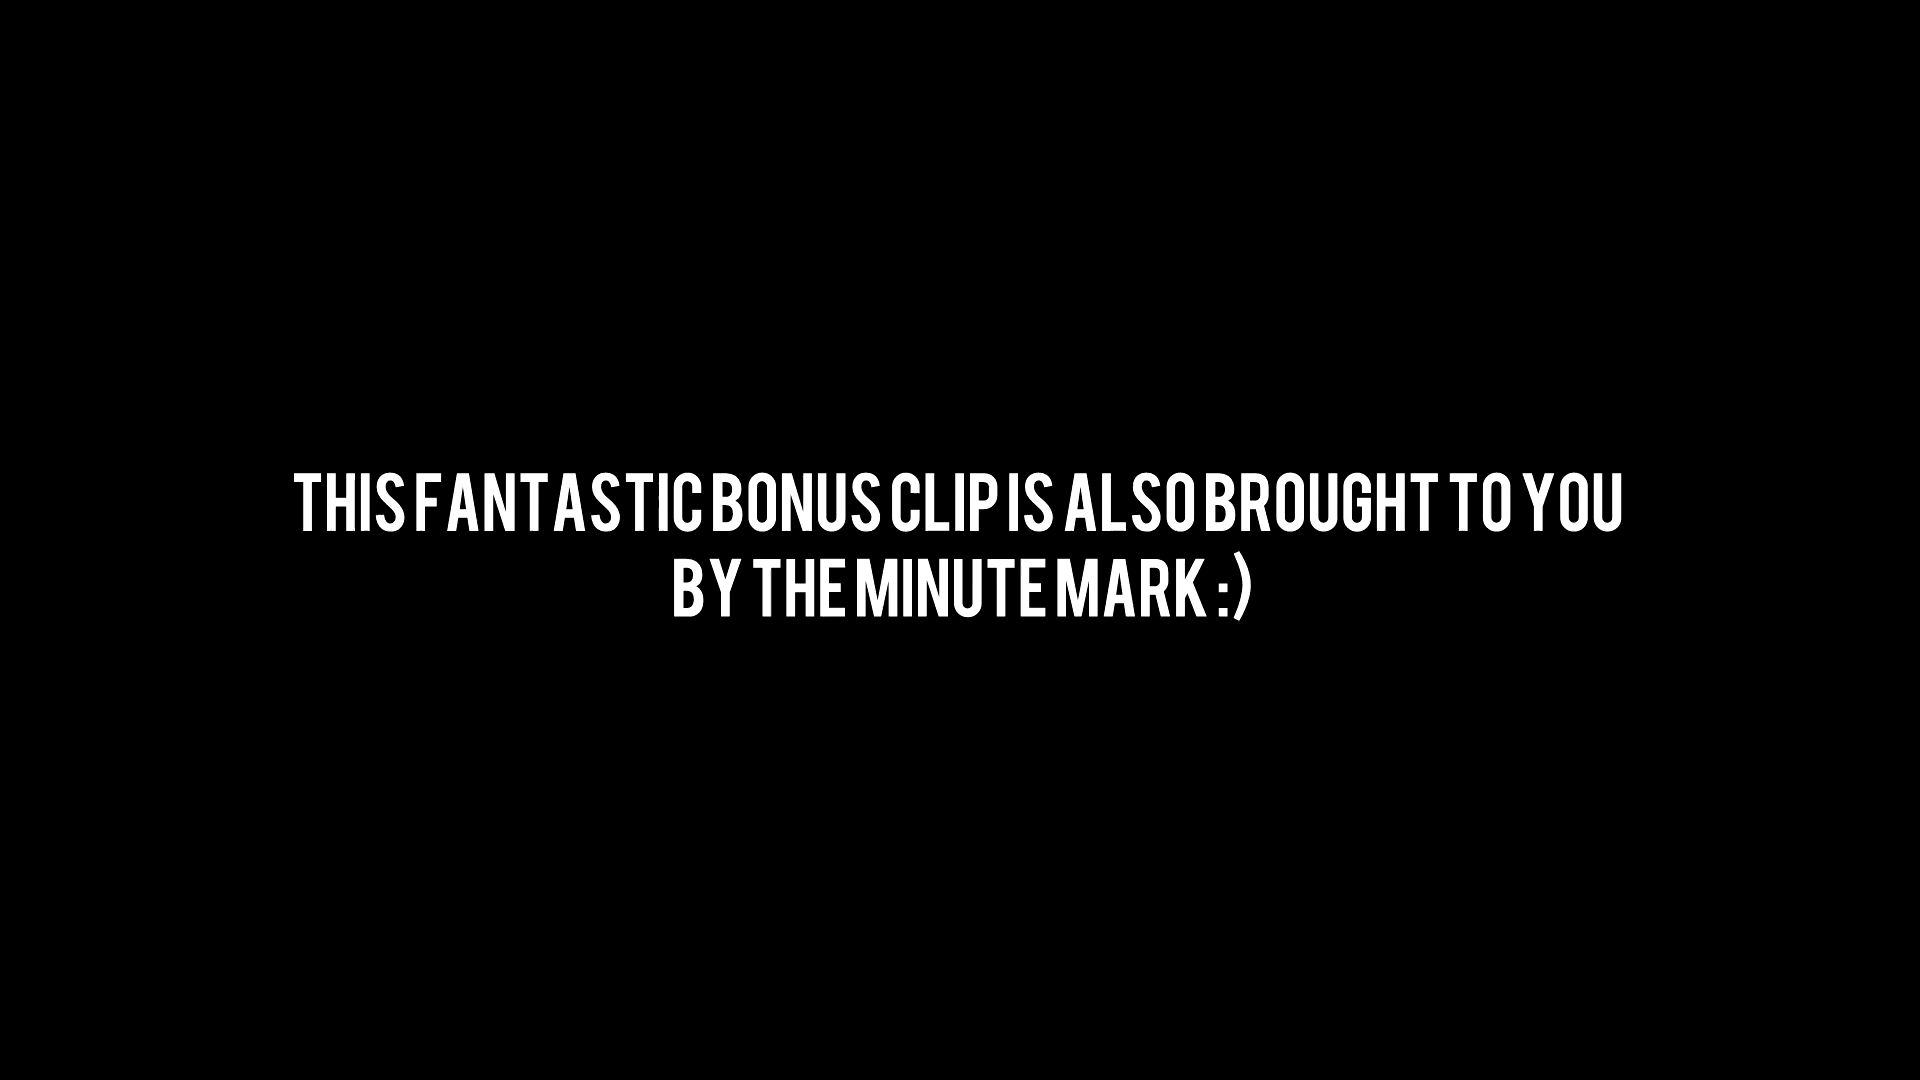 THIS FANTASTIC BONUS CLIP IS ALSO BROUGHT TO YOU
BY THE MINUTE MARK :)